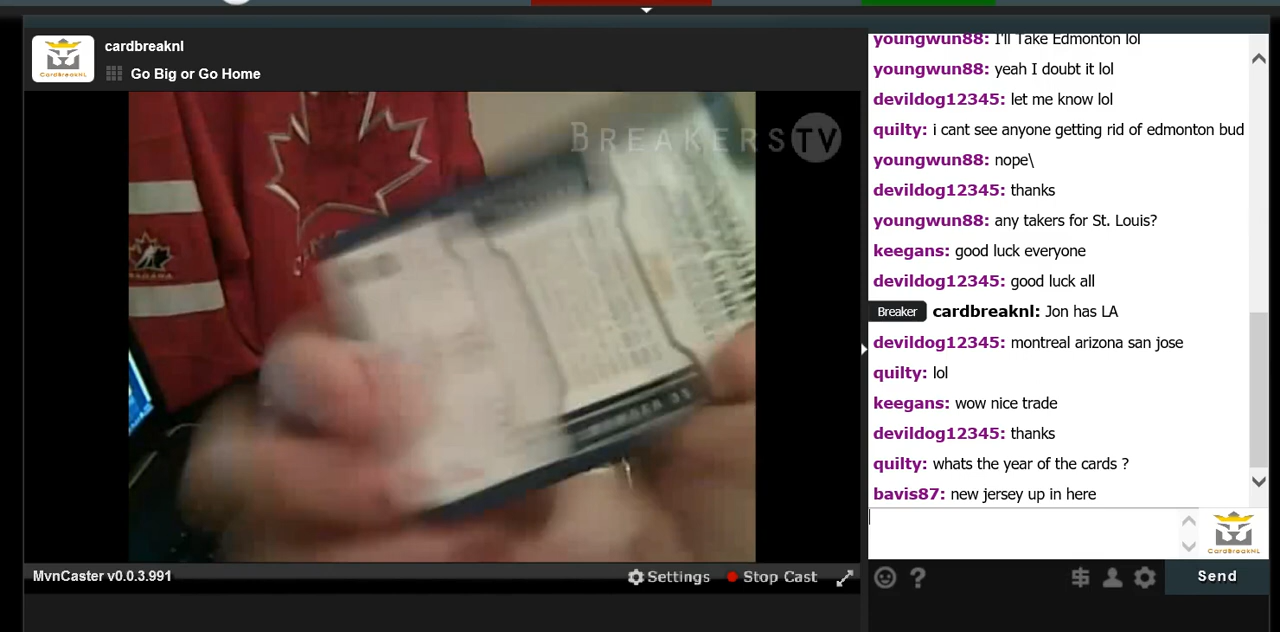 cardbreaknl
CardBreakNL
Go Big or Go Home
BREAKERSTV
MvnCaster v0.0.3.991
Settings
Stop Cast
youngwun88: I'll Take Edmonton lol
youngwun88: yeah I doubt it lol
devildog12345: let me know lol
quilty: i cant see anyone getting rid of edmonton bud
youngwun88: nope\
devildog12345: thanks
youngwun88: any takers for St. Louis?
keegans: good luck everyone
devildog12345: good luck all
Breaker cardbreaknl: Jon has LA
devildog12345: montreal arizona san jose
quilty: lol
keegans: wow nice trade
devildog12345: thanks
quilty: whats the year of the cards ?
bavis87: new jersey up in here
CardBreakNL
?
Send